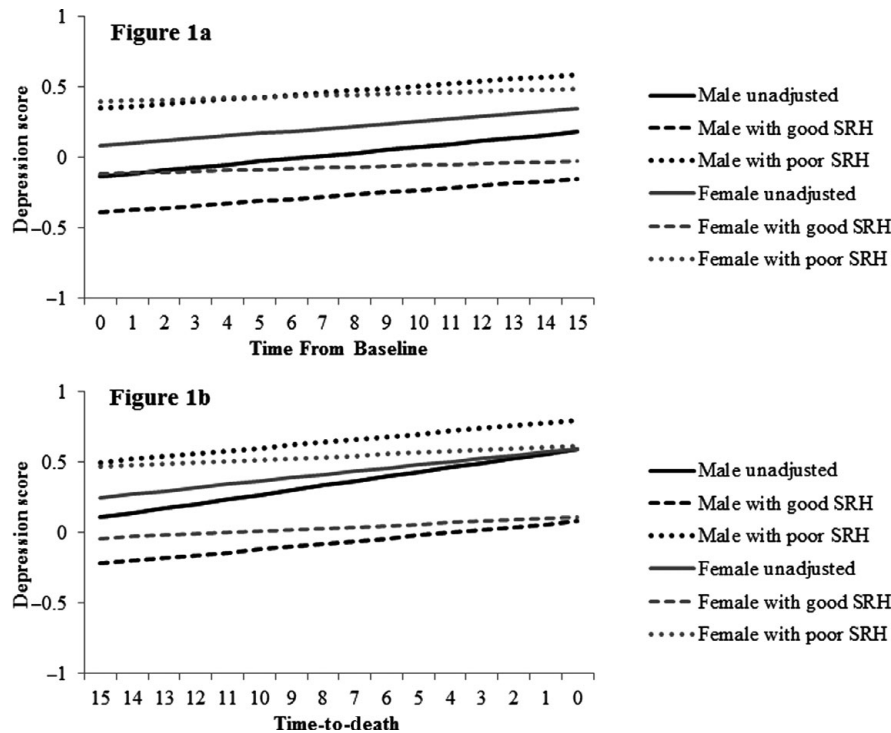 Figure 1a
1
0.5
0
−0.5
−1
Depression score
0 1 2 3 4 5 6 7 8 9 10 11 12 13 14 15
Time From Baseline
Male unadjusted
Male with good SRH
Male with poor SRH
Female unadjusted
Female with good SRH
Female with poor SRH
Figure 1b
1
0.5
0
−0.5
−1
Depression score
15 14 13 12 11 10 9 8 7 6 5 4 3 2 1 0
Time-to-death
Male unadjusted
Male with good SRH
Male with poor SRH
Female unadjusted
Female with good SRH
Female with poor SRH